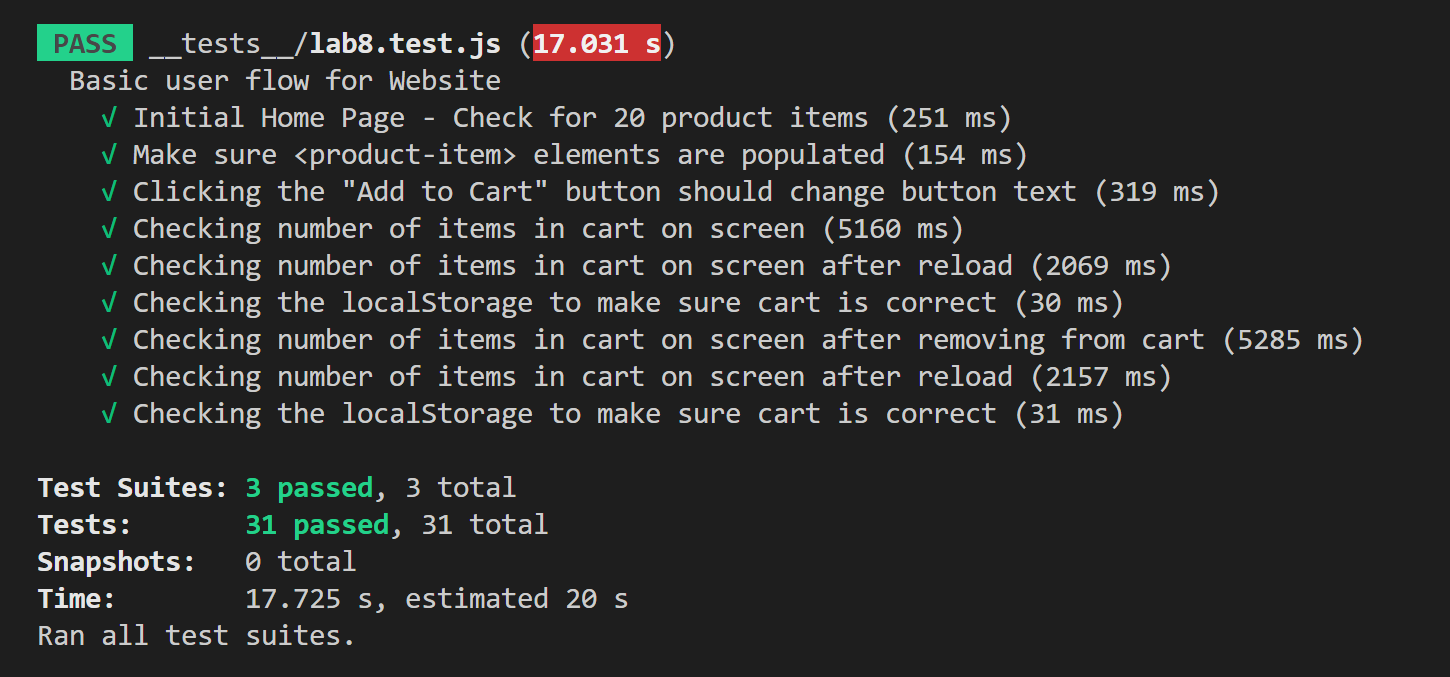 PASS __tests__/lab8.test.js (17.031 s)
Basic user flow for Website
√ Initial Home Page - Check for 20 product items (251 ms)
√ Make sure <product-item> elements are populated (154 ms)
√ Clicking the "Add to Cart" button should change button text (319 ms)
√ Checking number of items in cart on screen (5160 ms)
√ Checking number of items in cart on screen after reload (2069 ms)
√ Checking the localStorage to make sure cart is correct (30 ms)
√ Checking number of items in cart on screen after removing from cart (5285 ms)
√ Checking number of items in cart on screen after reload (2157 ms)
√ Checking the localStorage to make sure cart is correct (31 ms)
Test Suites: 3 passed, 3 total
Tests: 31 passed, 31 total
Snapshots: 0 total
Time: 17.725 s, estimated 20 s
Ran all test suites.